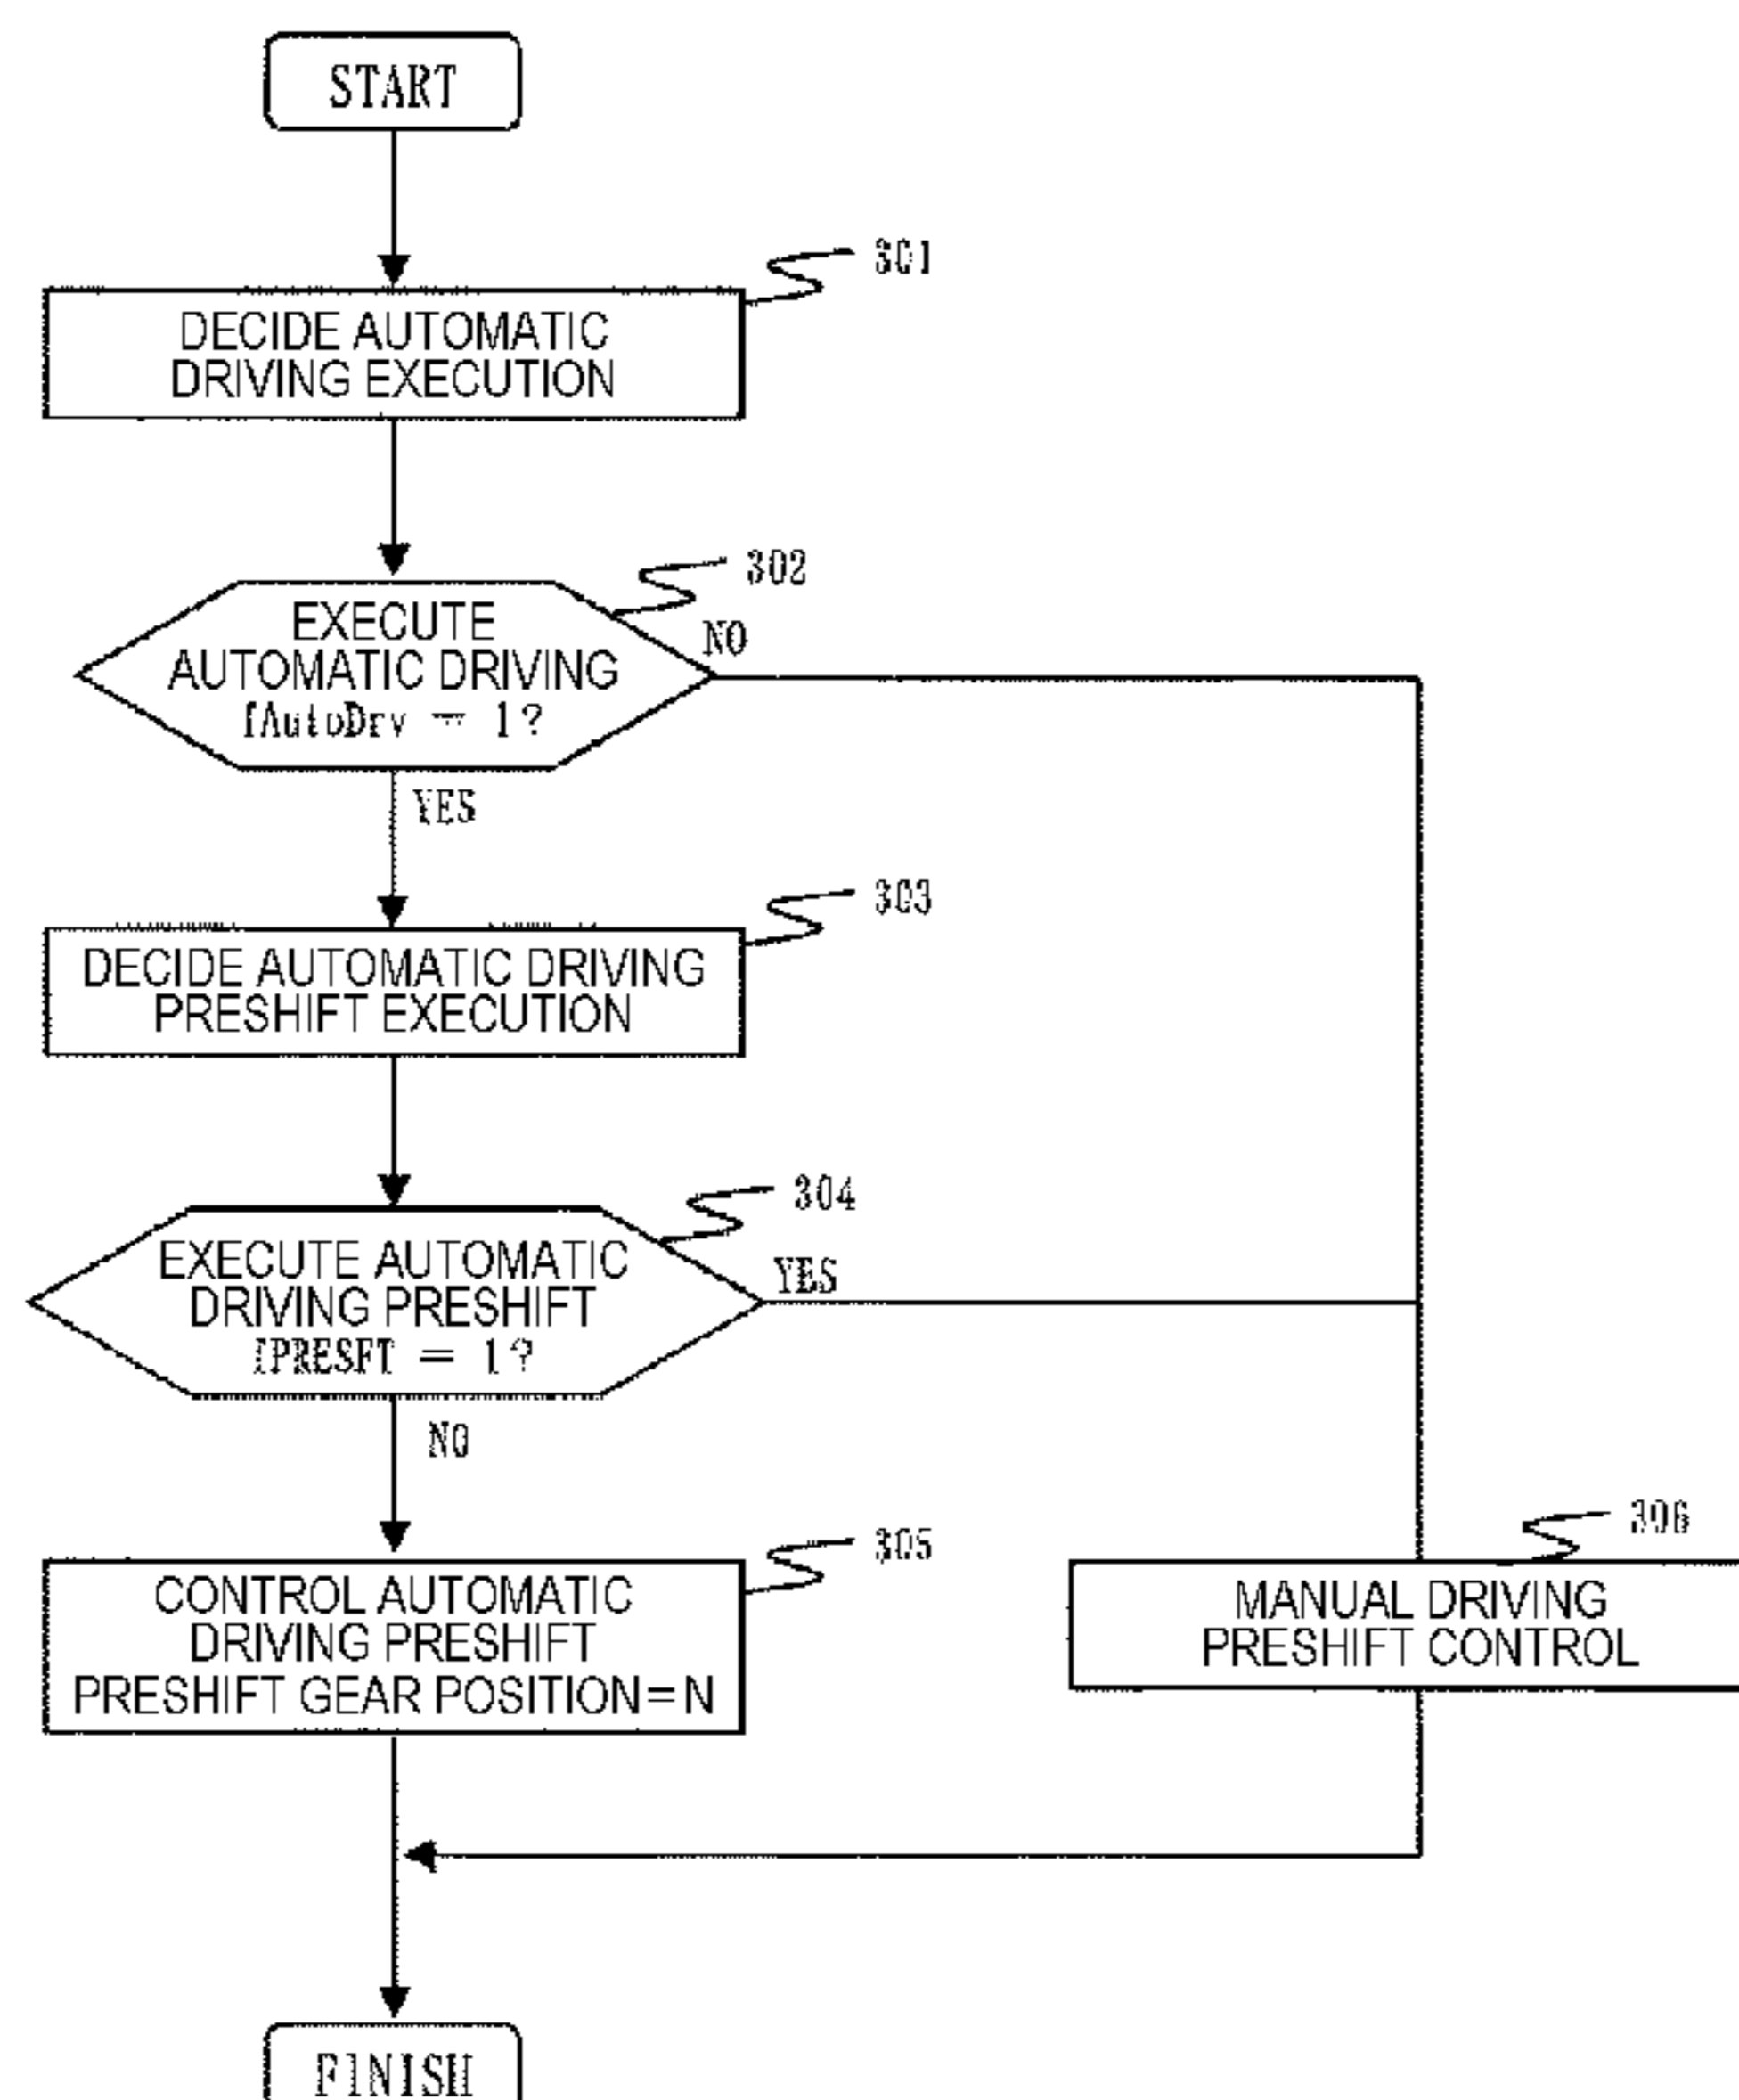 START
301
DECIDE AUTOMATIC
DRIVING EXECUTION
302
EXECUTE
AUTOMATIC DRIVING
fAutoDrv = 1?
NO
YES
303
DECIDE AUTOMATIC DRIVING
PRESHIFT EXECUTION
304
EXECUTE AUTOMATIC
DRIVING PRESHIFT
fPRESFT = 1?
YES
NO
305
CONTROL AUTOMATIC
DRIVING PRESHIFT
PRESHIFT GEAR POSITION=N
306
MANUAL DRIVING
PRESHIFT CONTROL
FINISH